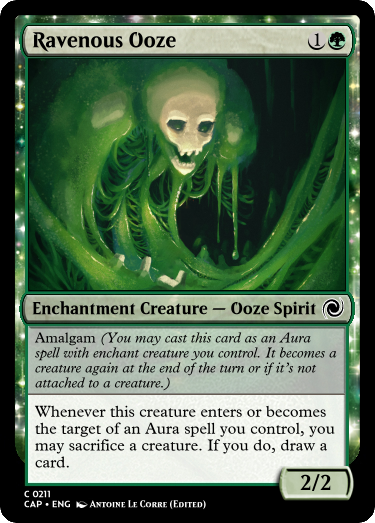 Ravenous Ooze 1
Enchantment Creature — Ooze Spirit
Amalgam (You may cast this card as an Aura
spell with enchant creature you control. It becomes a
creature again at the end of the turn or if it's not
attached to a creature.)
Whenever this creature enters or becomes
the target of an Aura spell you control, you
may sacrifice a creature. If you do, draw a
card.
2/2
C 0211
CAP • ENG Antoine Le Corre (Edited)